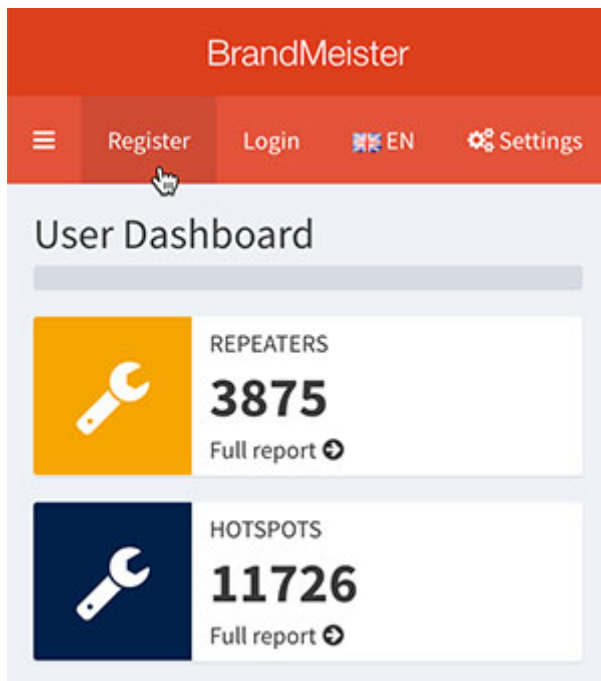 BrandMeister
Register Login EN Settings
User Dashboard
REPEATERS
3875
Full report
HOTSPOTS
11726
Full report